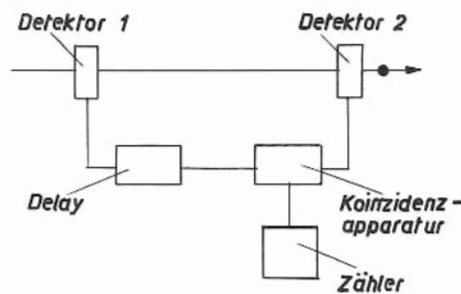 Detektor 1
Detektor 2
Delay
Koinzidenz-
apparatur
Zähler